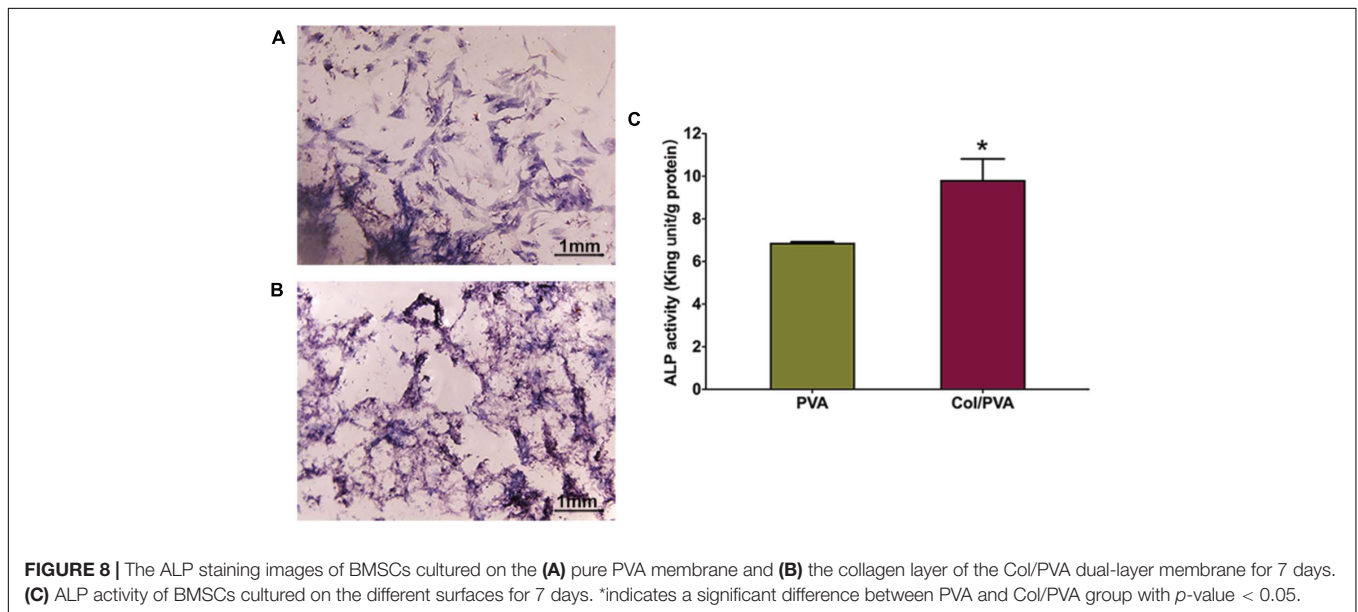 A
1mm
B
1mm
C
ALP activity (King unit/g protein)
12
10
8
6
4
2
0
*
PVA
Col/PVA
FIGURE 8 | The ALP staining images of BMSCs cultured on the (A) pure PVA membrane and (B) the collagen layer of the Col/PVA dual-layer membrane for 7 days.
(C) ALP activity of BMSCs cultured on the different surfaces for 7 days. *indicates a significant difference between PVA and Col/PVA group with p-value < 0.05.